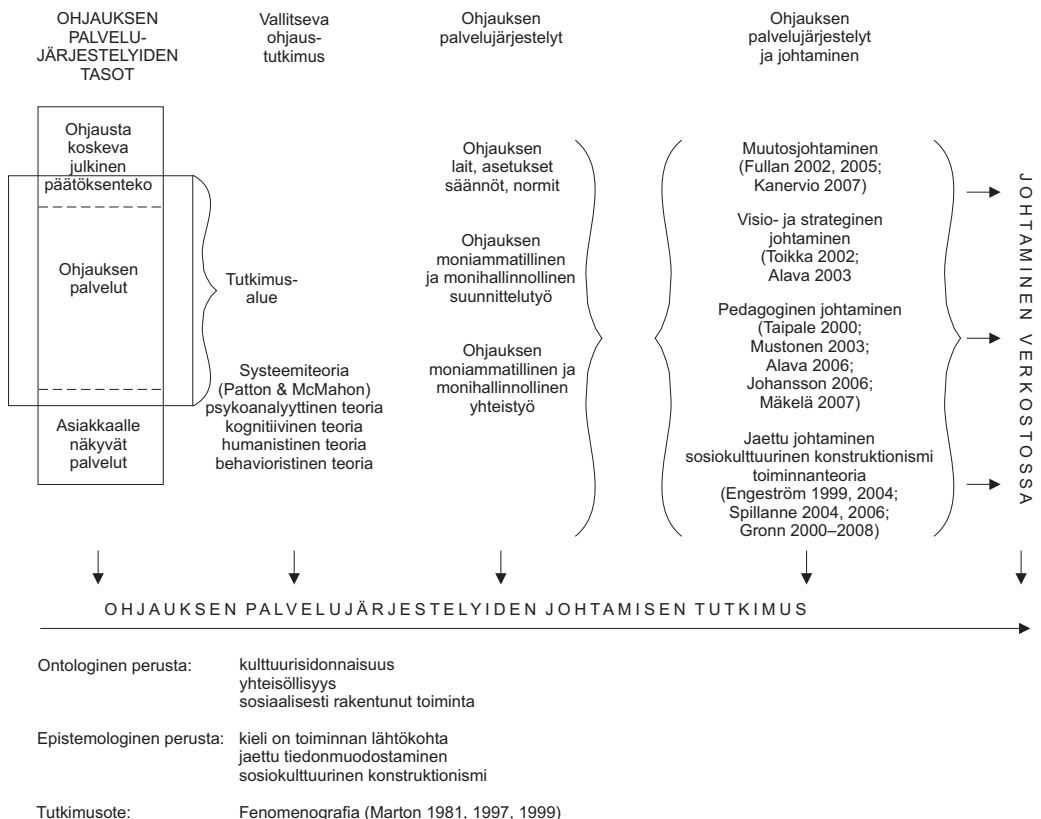 OHJAUKSEN
PALVELU-
JÄRJESTELYIDEN
TASOT
Ohjausta
koskeva
julkinen
päätöksenteko
Ohjauksen
palvelut
Asiakkaalle
näkyvät
palvelut
Vallitseva
ohjaus-
tutkimus
Tutkimus-
alue
Systeemiteoria
(Patton & McMahon)
psykoanalyyttinen teoria
kognitiivinen teoria
humanistinen teoria
behavioristinen teoria
Ohjauksen
palvelujärjestelyt
Ohjauksen
lait, asetukset
säännöt, normit
Ohjauksen
moniammatillinen
ja monihallinnollinen
suunnittelutyö
Ohjauksen
moniammatillinen ja
monihallinnollinen
yhteistyö
Ohjauksen
palvelujärjestelyt
ja johtaminen
Muutosjohtaminen
(Fullan 2002, 2005;
Kanervio 2007)
Visio- ja strateginen
johtaminen
(Toikka 2002;
Alava 2003
Pedagoginen johtaminen
(Taipale 2000;
Mustonen 2003;
Alava 2006;
Johansson 2006;
Mäkelä 2007)
Jaettu johtaminen
sosiokulttuurinen konstruktionismi
toiminnanteoria
(Engeström 1999, 2004;
Spillanne 2004, 2006;
Gronn 2000–2008)
JOHTAMINEN VERKOSTOSSA
OHJAUKSEN PALVELUJÄRJESTELYIDEN JOHTAMISEN TUTKIMUS
Ontologinen perusta: kulttuurisidonnaisuus
yhteisöllisyys
sosiaalisesti rakentunut toiminta
Epistemologinen perusta: kieli on toiminnan lähtökohta
jaettu tiedonmuodostaminen
sosiokulttuurinen konstruktionismi
Tutkimusote: Fenomenografia (Marton 1981, 1997, 1999)